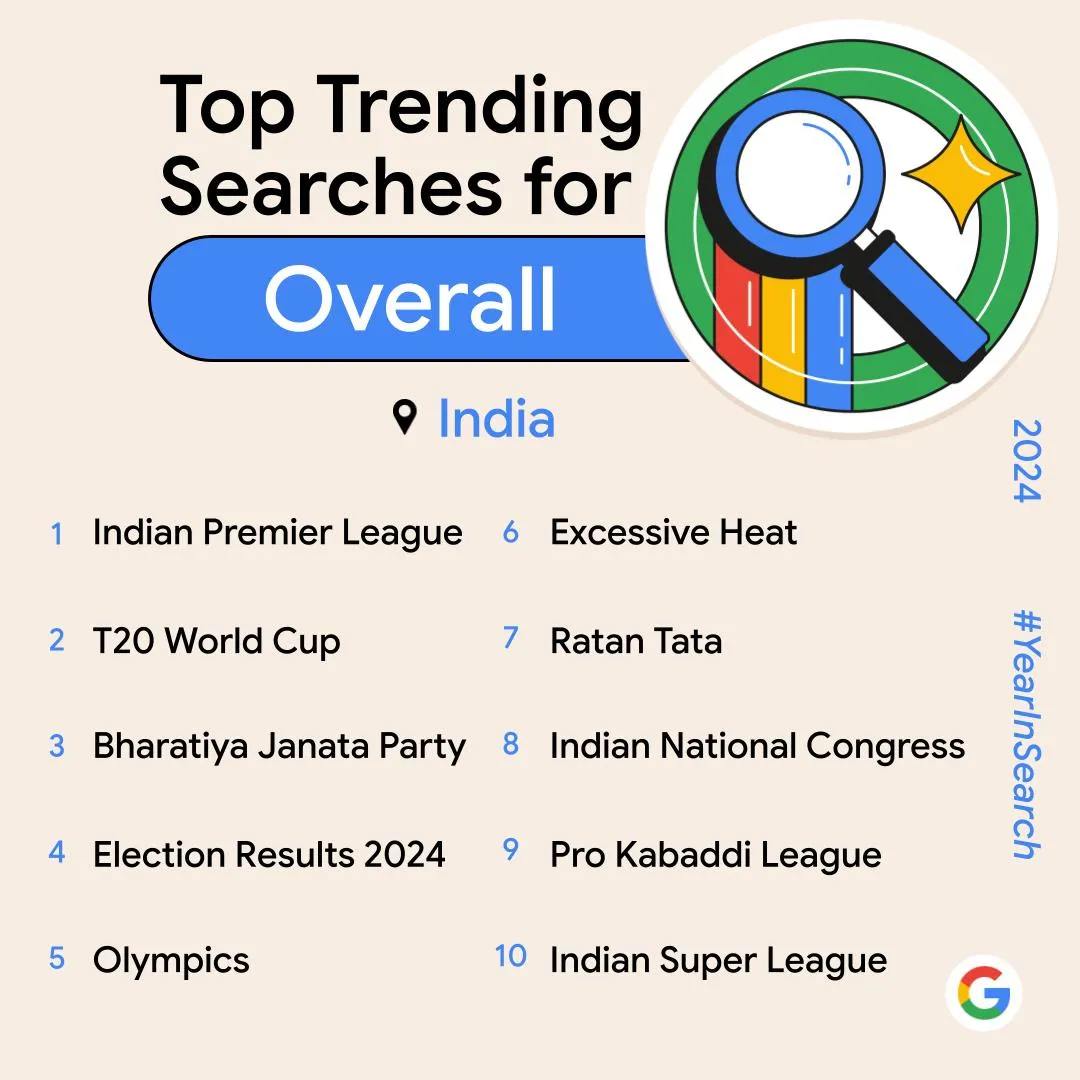 Top Trending
Searches for
Overall
India
1 Indian Premier League
2 T20 World Cup
3 Bharatiya Janata Party
4 Election Results 2024
5 Olympics
6 Excessive Heat
7 Ratan Tata
8 Indian National Congress
9 Pro Kabaddi League
10 Indian Super League
2024
#YearInSearch
G